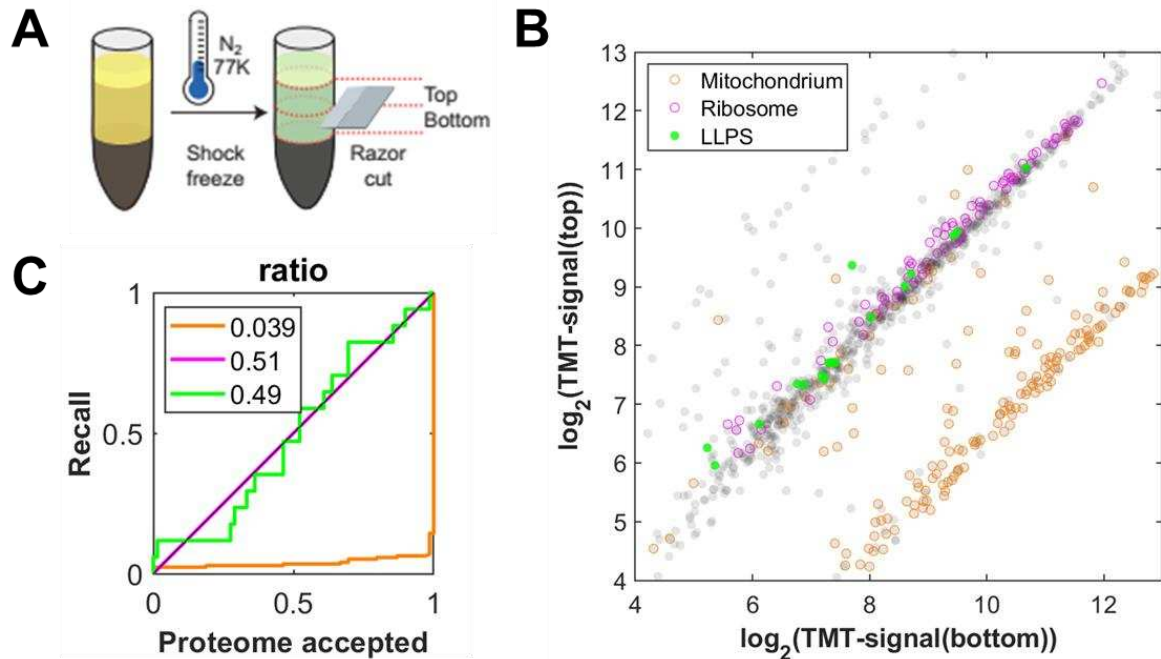 A
N2
77K
Shock
freeze
Top
Bottom
Razor
cut
B
13
12
11
10
9
8
7
6
5
4
4
6
8
10
12
log2(TMT-signal(top))
log2(TMT-signal(bottom))
Mitochondrium
Ribosome
LLPS
C
ratio
1
0.5
0
0
0.5
1
0.039
0.51
0.49
Recall
Proteome accepted